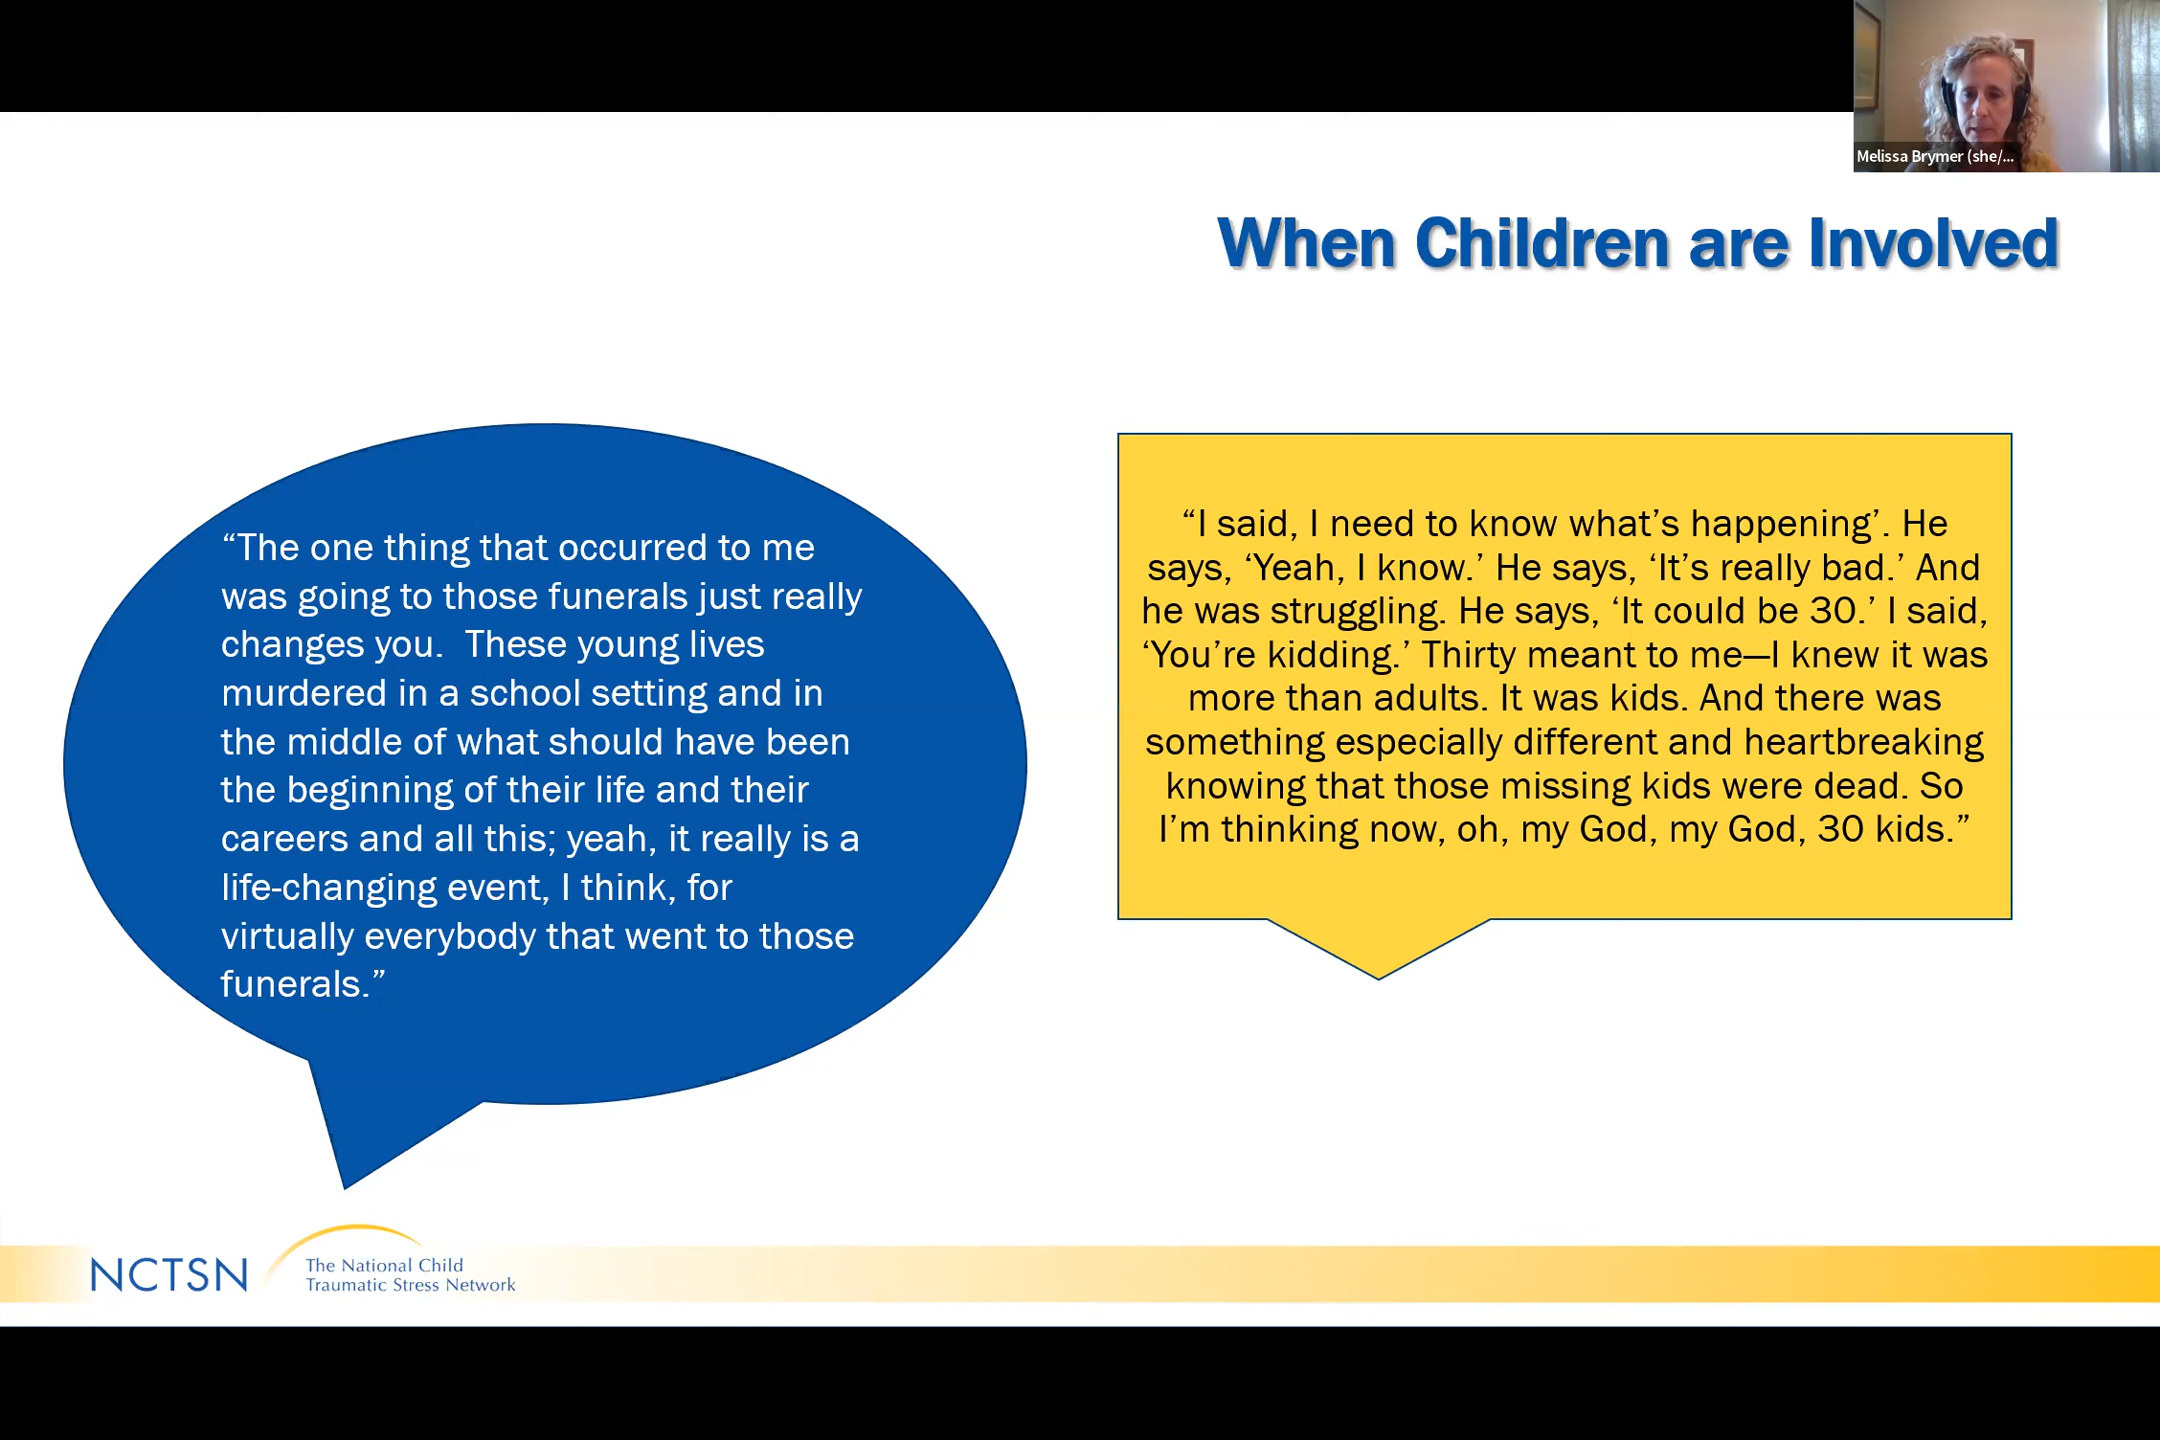 Melissa Brymer (she/...
When Children are Involved
“The one thing that occurred to me
was going to those funerals just really
changes you.  These young lives
murdered in a school setting and in
the middle of what should have been
the beginning of their life and their
careers and all this; yeah, it really is a
life-changing event, I think, for
virtually everybody that went to those
funerals.”
“I said, I need to know what’s happening’. He
says, ‘Yeah, I know.’ He says, ‘It’s really bad.’ And
he was struggling. He says, ‘It could be 30.’ I said,
‘You’re kidding.’ Thirty meant to me—I knew it was
more than adults. It was kids. And there was
something especially different and heartbreaking
knowing that those missing kids were dead. So
I’m thinking now, oh, my God, my God, 30 kids.”
NCTSN
The National Child
Traumatic Stress Network